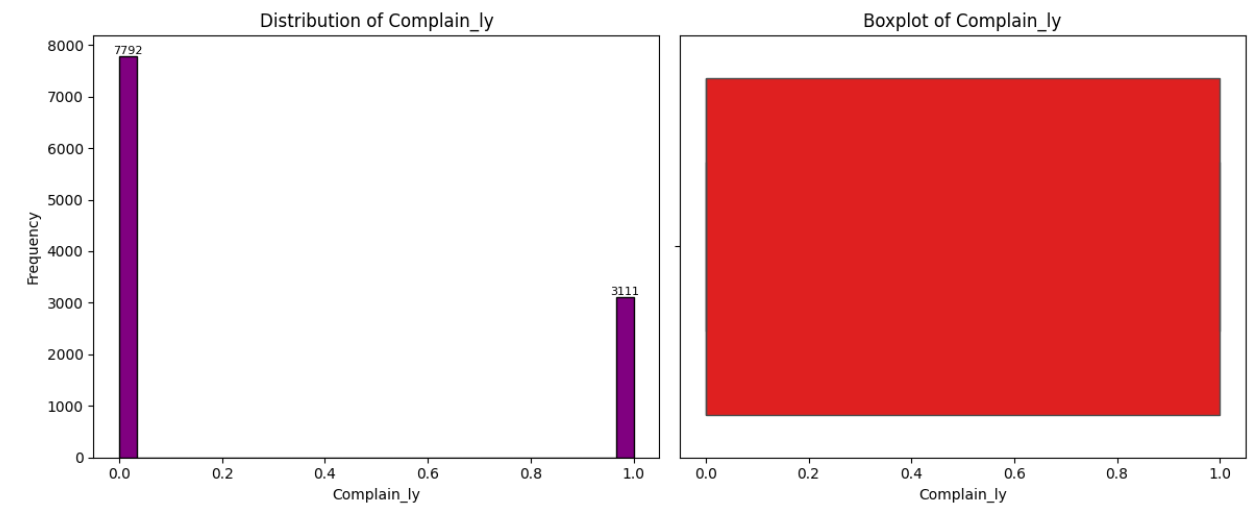 Distribution of Complain_ly
Frequency
8000
7000
6000
5000
4000
3000
2000
1000
0
7792
3111
0.0 0.2 0.4 0.6 0.8 1.0
Complain_ly
Boxplot of Complain_ly
0.0 0.2 0.4 0.6 0.8 1.0
Complain_ly